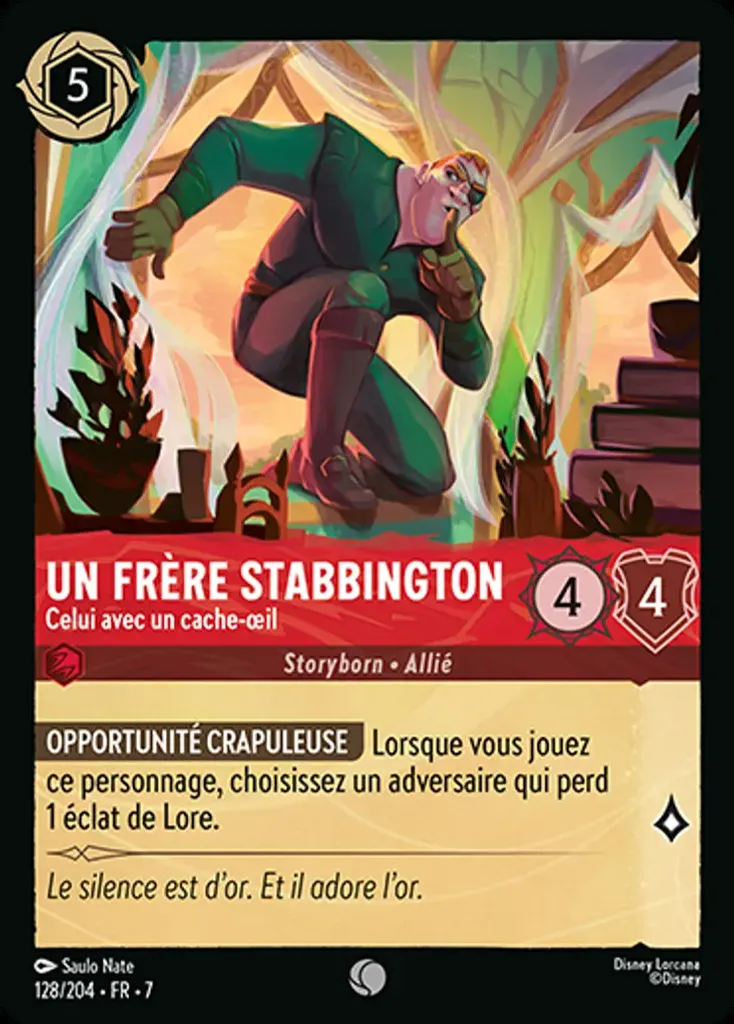 5
UN FRÈRE STABBINGTON
Celui avec un cache-œil
4
4
Storyborn • Allié
OPPORTUNITÉ CRAPULEUSE Lorsque vous jouez
ce personnage, choisissez un adversaire qui perd
1 éclat de Lore.
Le silence est d'or. Et il adore l'or.
Saulo Nate
128/204 • FR • 7
Disney Lorcana
©Disney